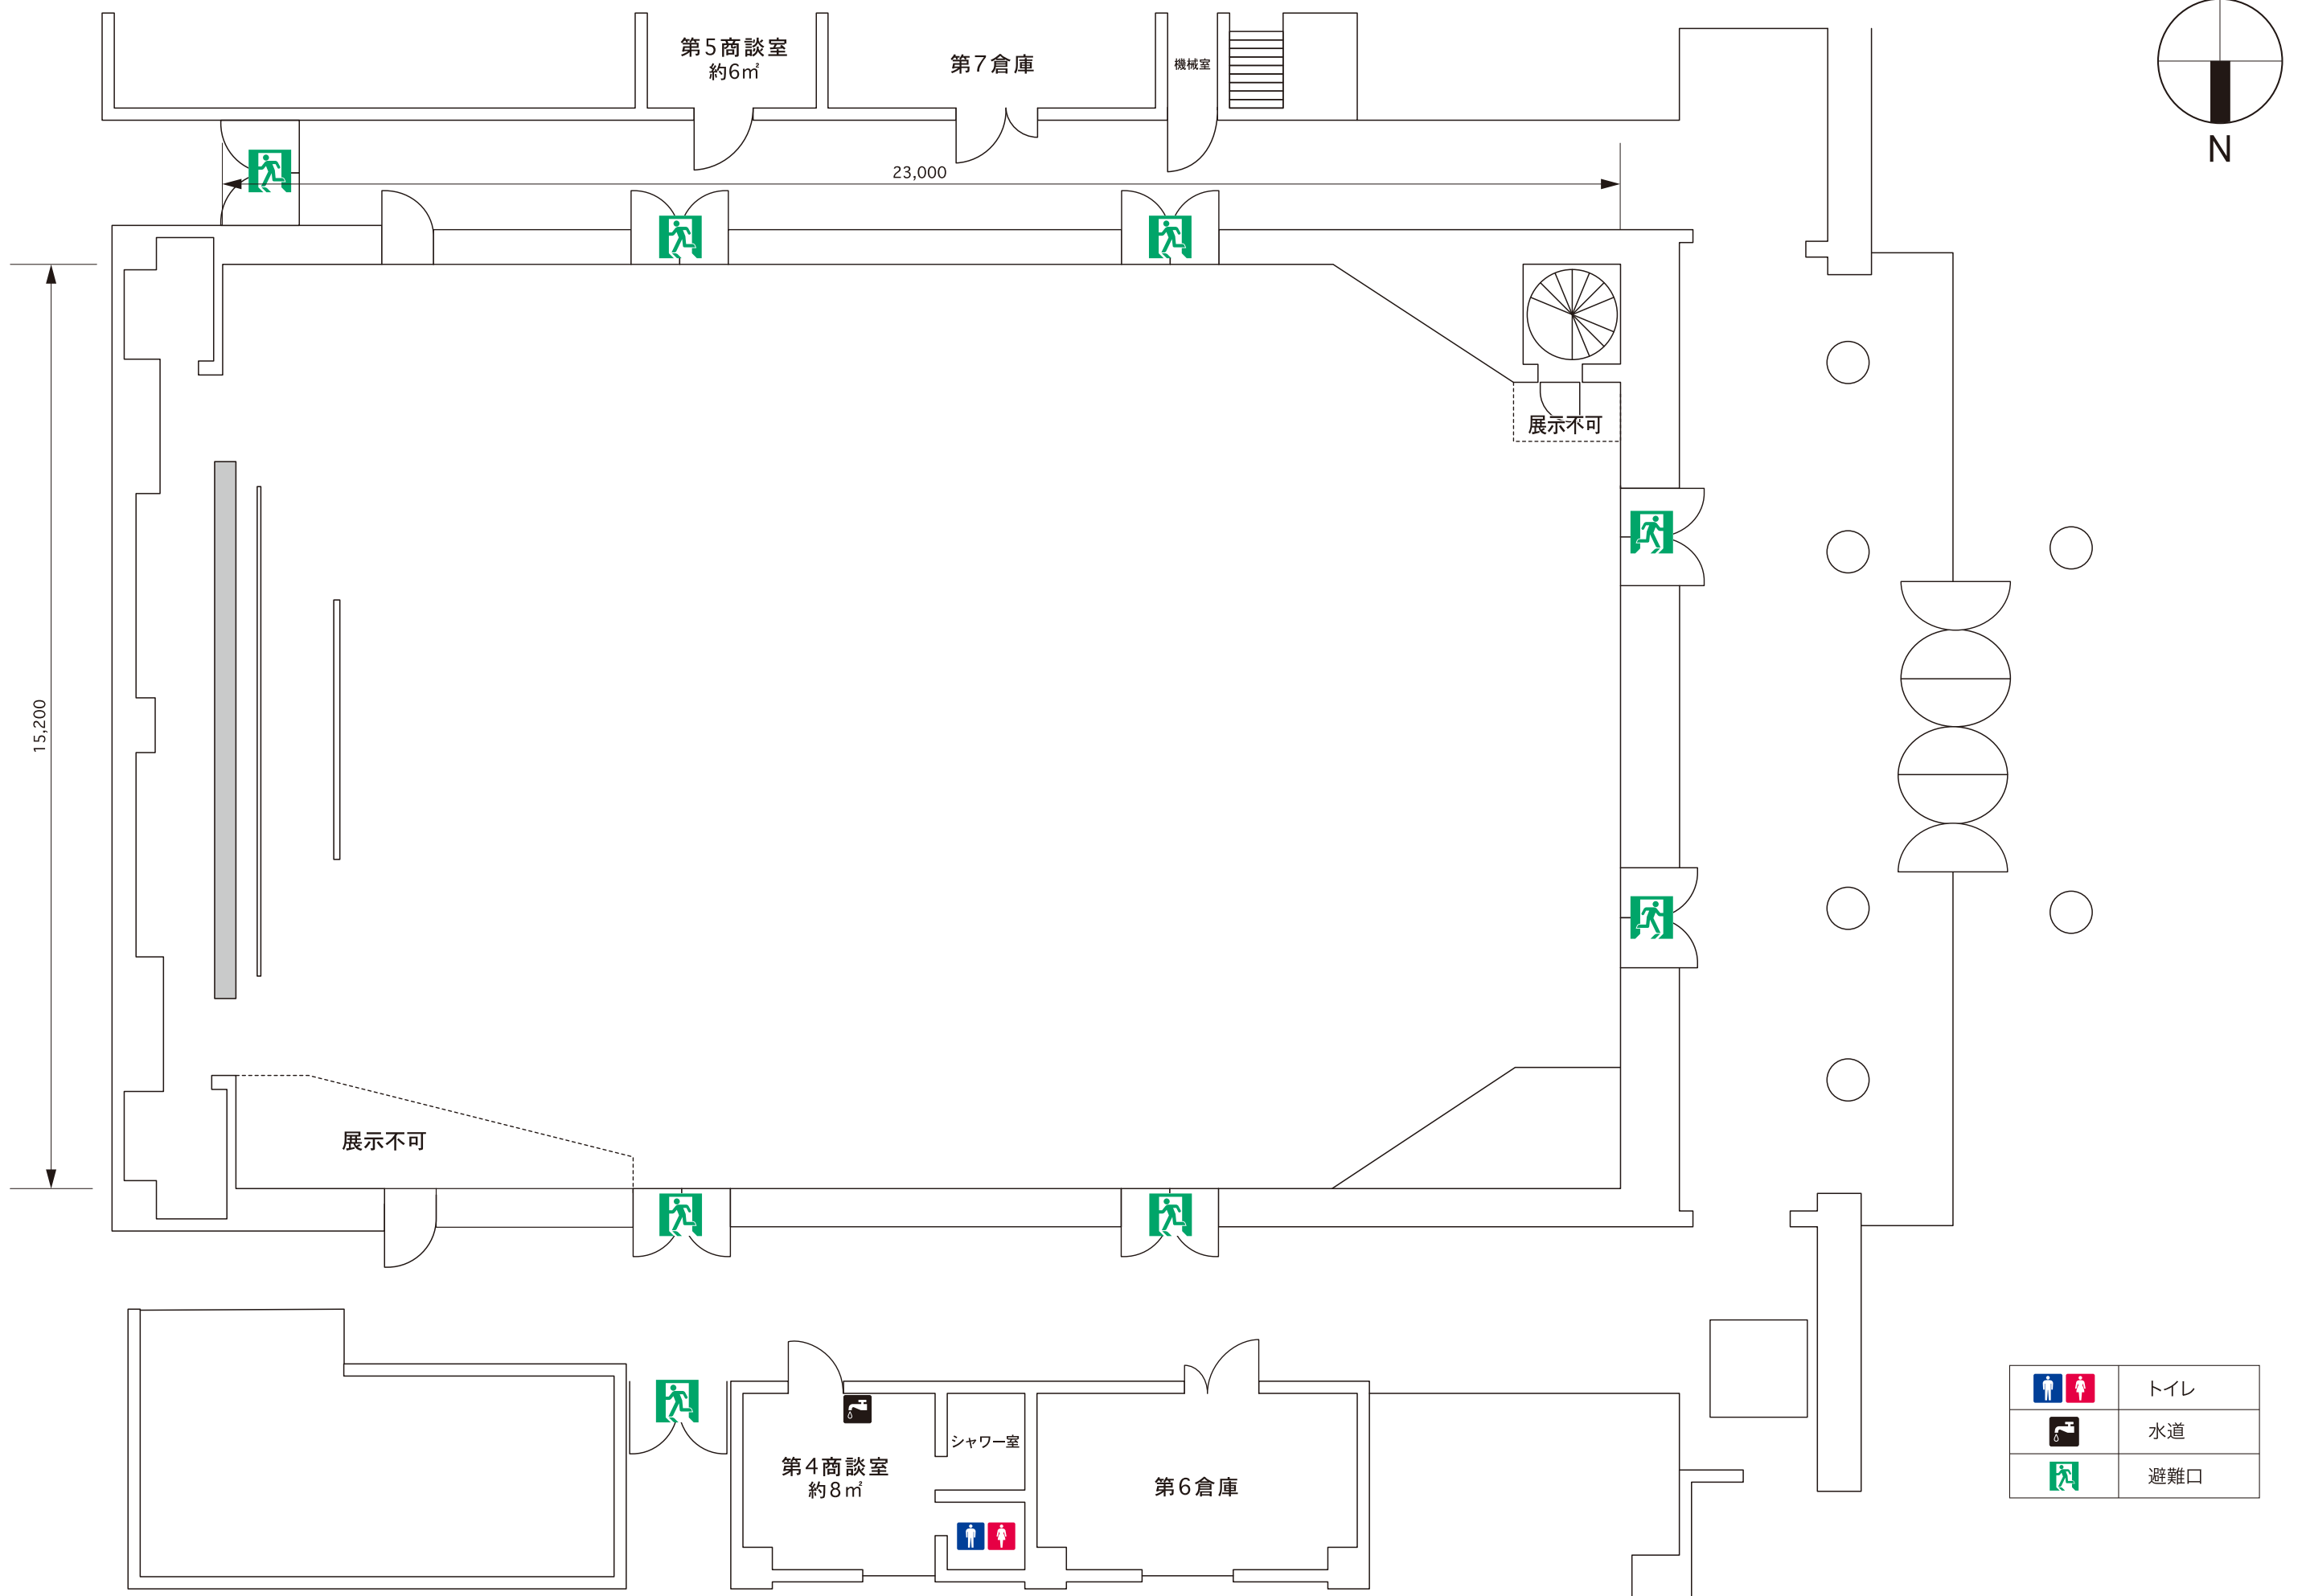 第5商談室
約6㎡
第7倉庫
機械室
N
23,000
展示不可
15,200
展示不可
トイレ
水道
避難口
シャワー室
第4商談室
約8㎡
第6倉庫